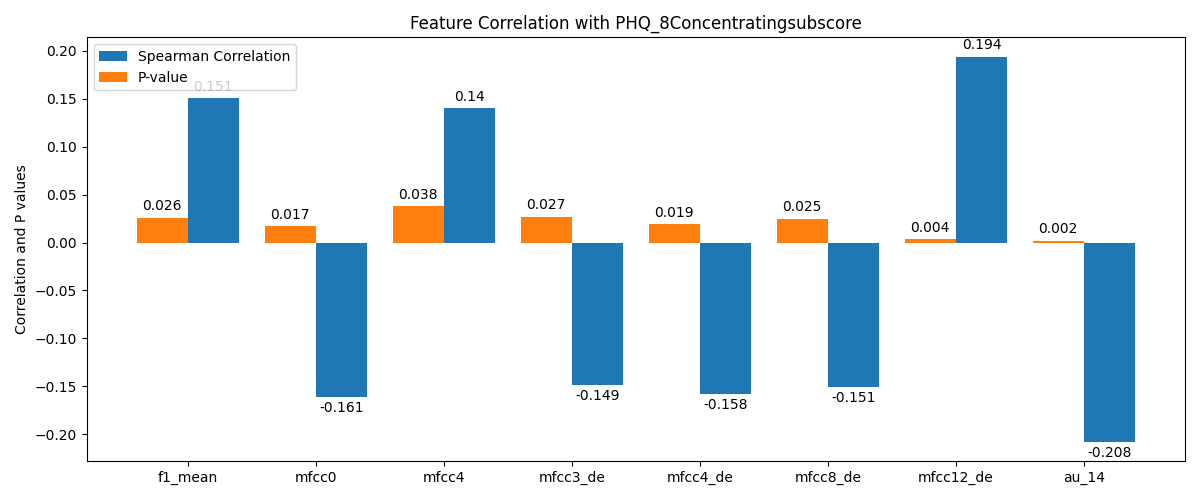 Feature Correlation with PHQ_8Concentratingsubscore
Spearman Correlation
P-value
Correlation and P values
0.20
0.15
0.10
0.05
0.00
−0.05
−0.10
−0.15
−0.20
0.026
0.151
0.017
-0.161
0.038
0.14
0.027
-0.149
0.019
-0.158
0.025
-0.151
0.004
0.194
0.002
-0.208
f1_mean
mfcc0
mfcc4
mfcc3_de
mfcc4_de
mfcc8_de
mfcc12_de
au_14